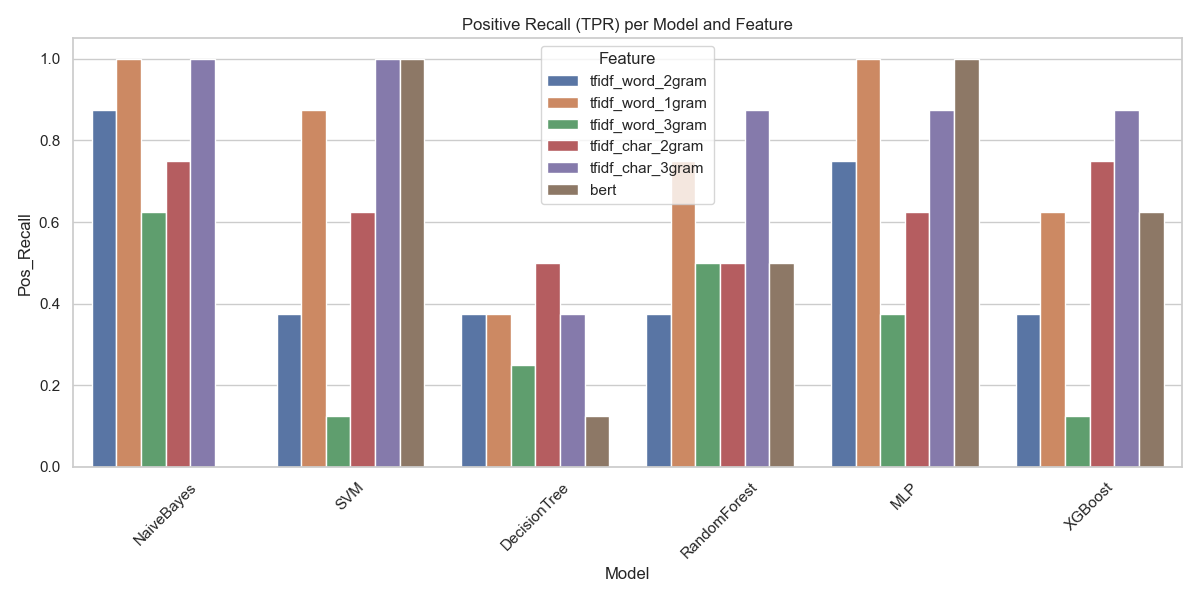 Positive Recall (TPR) per Model and Feature
Feature
tfidf_word_2gram
tfidf_word_1gram
tfidf_word_3gram
tfidf_char_2gram
tfidf_char_3gram
bert
Pos_Recall
1.0
0.8
0.6
0.4
0.2
0.0
NaiveBayes
SVM
DecisionTree
RandomForest
MLP
XGBoost
Model